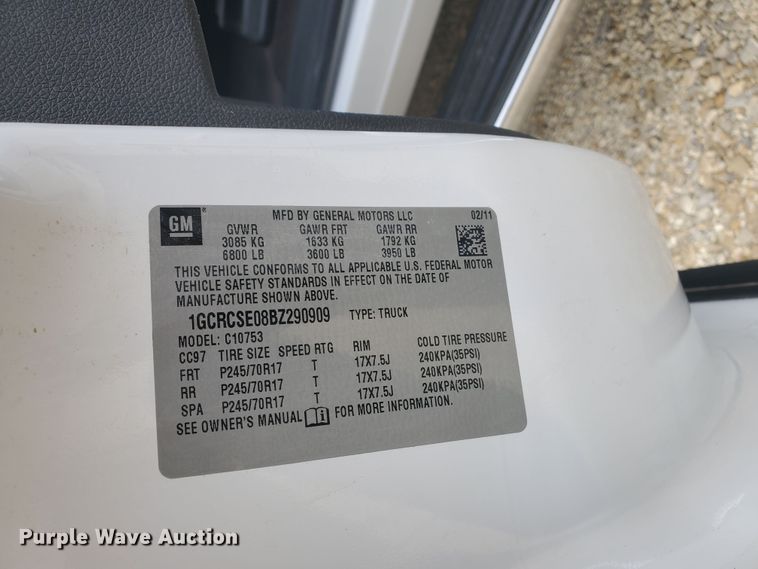 GM
MFD BY GENERAL MOTORS LLC 02/11
GVWR GAWR FRT GAWR RR
3085 KG 1633 KG 1792 KG
6800 LB 3600 LB 3950 LB
THIS VEHICLE CONFORMS TO ALL APPLICABLE U.S. FEDERAL MOTOR
VEHICLE SAFETY STANDARDS IN EFFECT ON THE DATE OF
MANUFACTURE SHOWN ABOVE.
1GCRCSE08BZ290909 TYPE: TRUCK
MODEL: C10753
CC97 TIRE SIZE SPEED RTG RIM COLD TIRE PRESSURE
FRT P245/70R17 T 17X7.5J 240KPA(35PSI)
RR P245/70R17 T 17X7.5J 240KPA(35PSI)
SPA P245/70R17 T 17X7.5J 240KPA(35PSI)
SEE OWNER'S MANUAL FOR MORE INFORMATION.
Purple Wave Auction